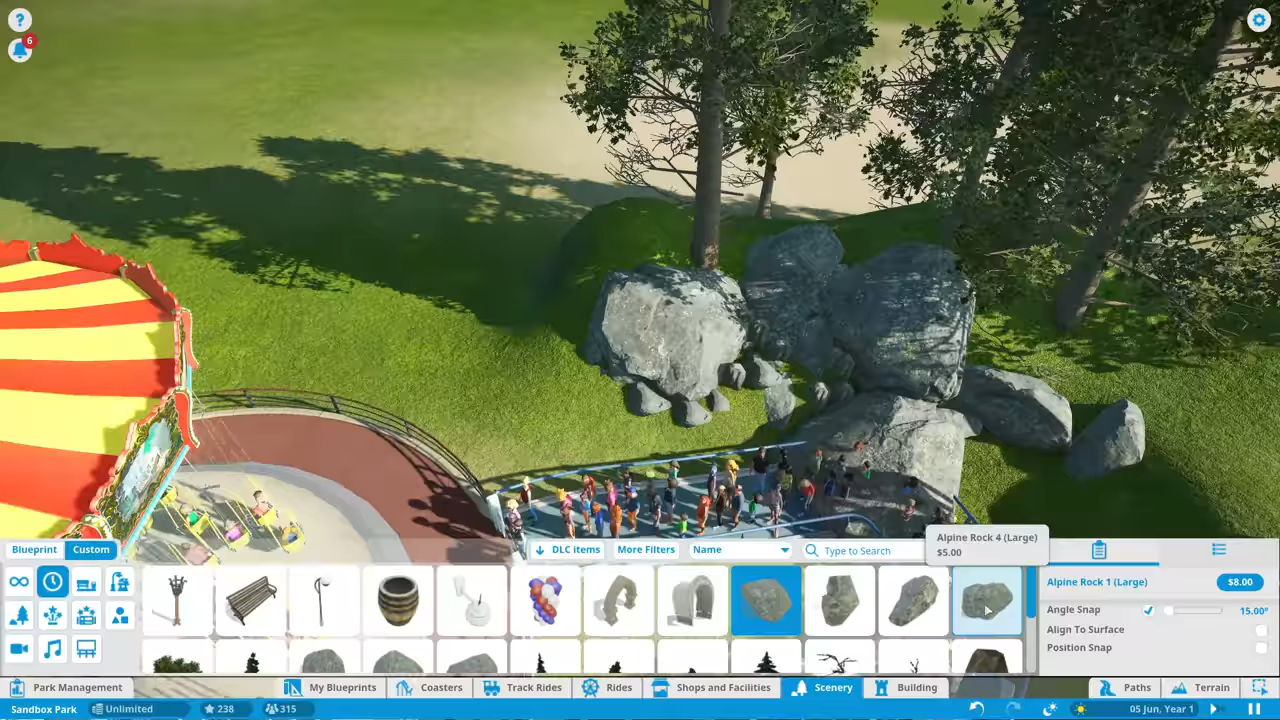 ?
6
Blueprint
Custom
DLC items
More Filters
Name
Type to Search
Alpine Rock 4 (Large)
$5.00
Alpine Rock 1 (Large)
$8.00
Angle Snap
15.00°
Align To Surface
Position Snap
Park Management
My Blueprints
Coasters
Track Rides
Rides
Shops and Facilities
Scenery
Building
Paths
Terrain
Sandbox Park
Unlimited
238
315
05 Jun, Year 1